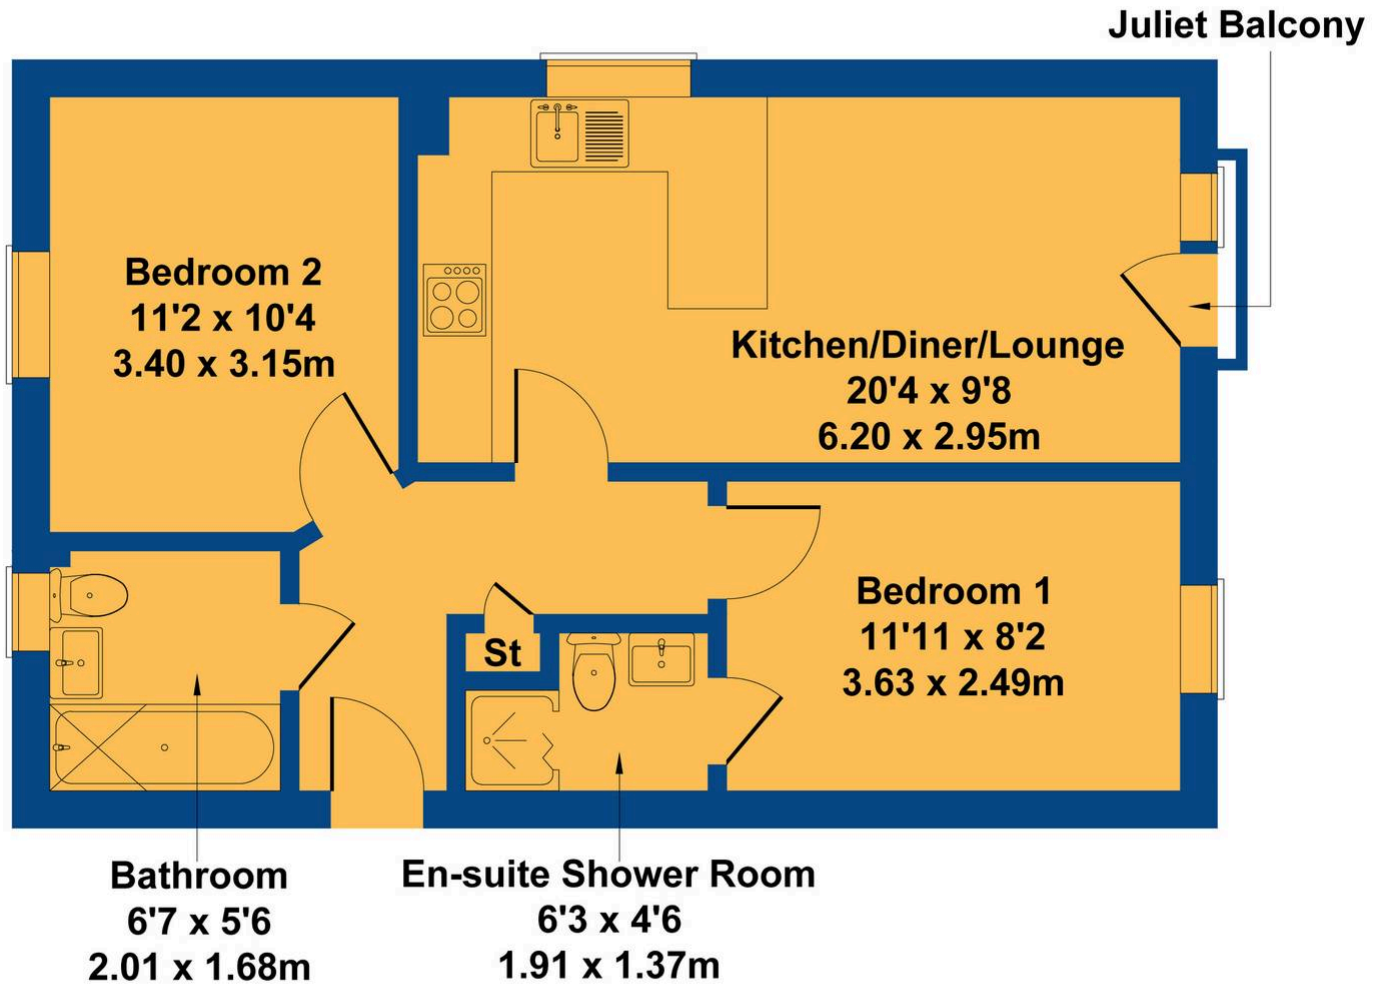 Juliet Balcony
Bedroom 2
11'2 x 10'4
3.40 x 3.15m
Kitchen/Diner/Lounge
20'4 x 9'8
6.20 x 2.95m
Bedroom 1
11'11 x 8'2
3.63 x 2.49m
St
Bathroom
6'7 x 5'6
2.01 x 1.68m
En-suite Shower Room
6'3 x 4'6
1.91 x 1.37m